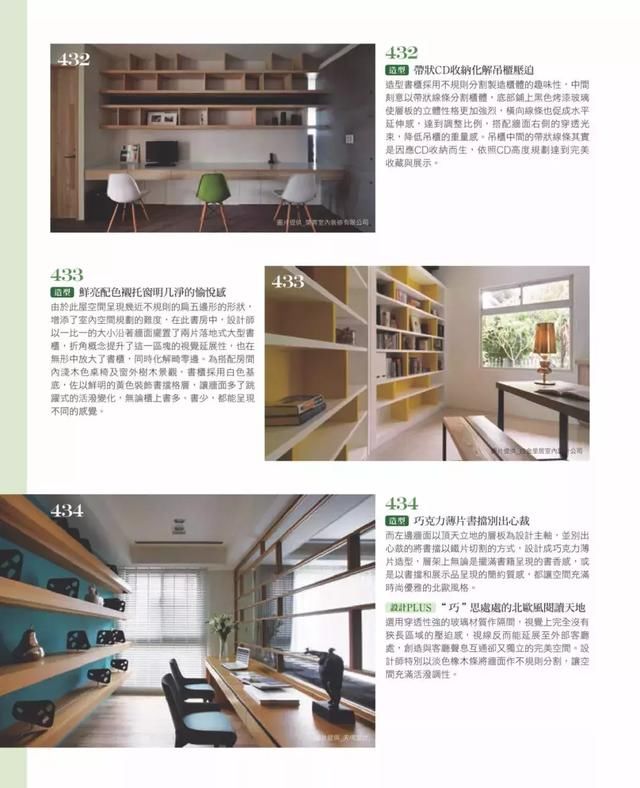 432
圖片提供_築青室內裝修有限公司
432
造型 帶狀CD收納化解吊櫃壓迫
造型書櫃採用不規則分割製造櫃體的趣味性，中間
刻意以帶狀線條分割櫃體，底部鋪上黑色烤漆玻璃
使層板的立體性格更加強烈，橫向線條也促成水平
延伸感，達到調整比例，搭配牆面右側的穿透光
束，降低吊櫃的重量感。吊櫃中間的帶狀線條其實
是因應CD收納而生，依照CD高度規劃達到完美
收藏與展示。
433
造型 鮮亮配色襯托窗明几淨的愉悅感
由於此屋空間呈現幾近不規則的扁五邊形的形狀，
增添了室內空間規劃的難度，在此書房中，設計師
以一比一的大小沿著牆面擺置了兩片落地式大型書
櫃，折角概念提升了這一區塊的視覺延展性，也在
無形中放大了書櫃，同時化解畸零邊。為搭配房間
內淺木色桌椅及窗外樹木景觀，書櫃採用白色基
底，佐以鮮明的黃色裝飾書擋格層，讓牆面多了跳
躍式的活潑變化，無論櫃上書多、書少，都能呈現
不同的感覺。
433
圖片提供_白金里居室內設計公司
434
434
造型 巧克力薄片書擋別出心裁
而左邊牆面以頂天立地的層板為設計主軸，並別出
心裁的將書擋以鐵片切割的方式，設計成巧克力薄
片造型，層架上無論是擺滿書籍呈現的書香感，或
是以書擋和展示品呈現的簡約質感，都讓空間充滿
時尚優雅的北歐風格。
設計PLUS “巧”思處處的北歐風閱讀天地
選用穿透性強的玻璃材質作隔間，視覺上完全沒有
狹長區域的壓迫感，視線反而能延展至外部客廳
處，創造與客廳聲息互通卻又獨立的完美空間。設
計師特別以淡色橡木條將牆面作不規則分割，讓空
間充滿活潑調性。
圖片提供